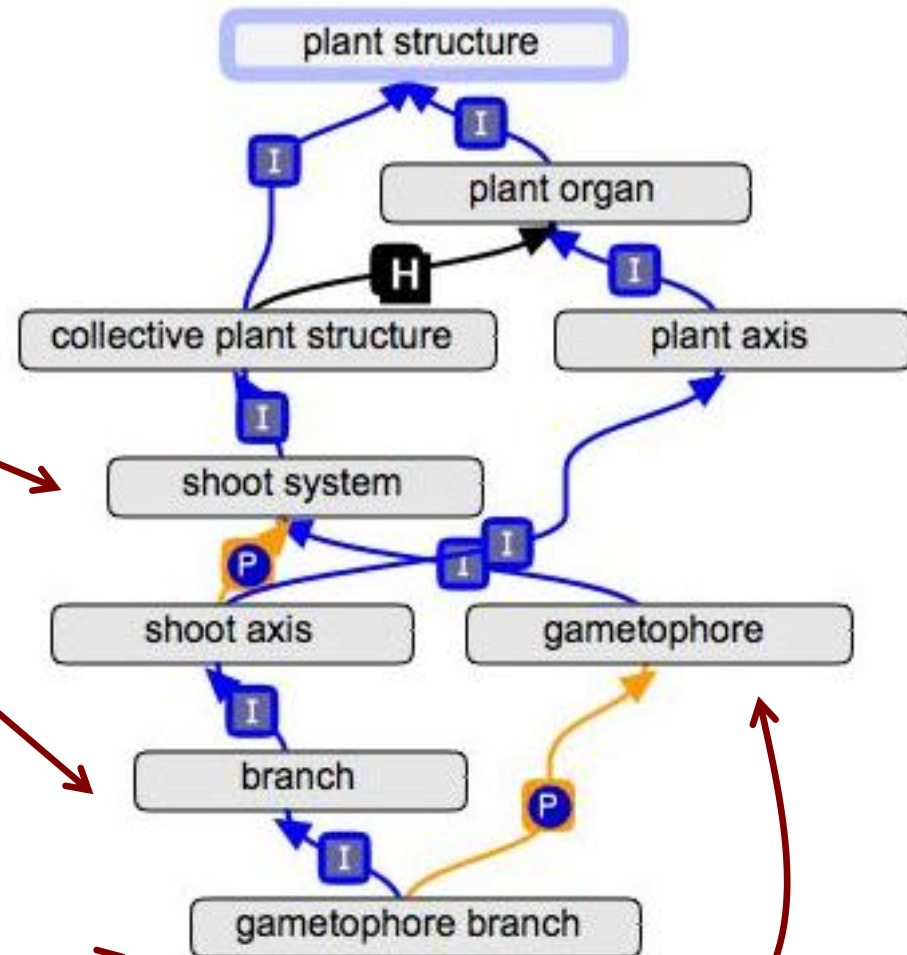 plant structure
I
I
plant organ
H
I
collective plant structure
plant axis
I
shoot system
P
I
I
shoot axis
gametophore
I
branch
P
I
gametophore branch